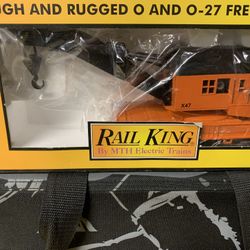 GH AND RUGGED O AND O-27 FRE
X47
RAIL KING
By MTH Electric Trains